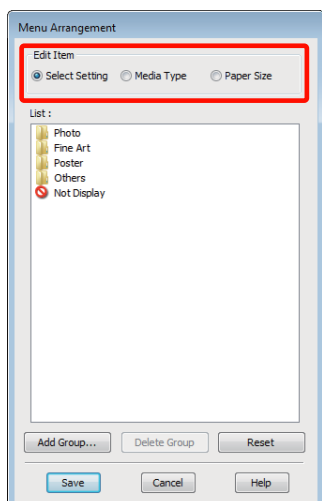 Menu Arrangement
Edit Item
Select Setting Media Type Paper Size
List :
Photo
Fine Art
Poster
Others
Not Display
Add Group... Delete Group Reset
Save Cancel Help